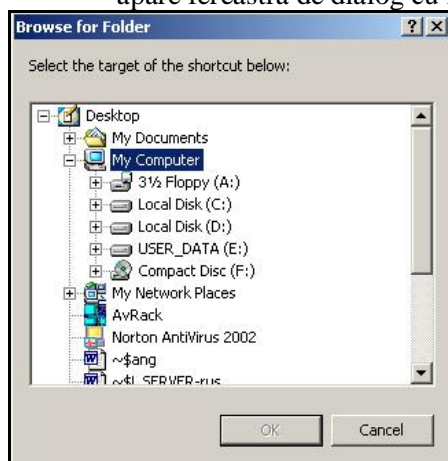 apare fereastra de dialog cu
Browse for Folder
Select the target of the shortcut below:
Desktop
My Documents
My Computer
3½ Floppy (A:)
Local Disk (C:)
Local Disk (D:)
USER_DATA (E:)
Compact Disc (F:)
My Network Places
AvRack
Norton AntiVirus 2002
~$ang
~$L SERVER-rus
OK
Cancel